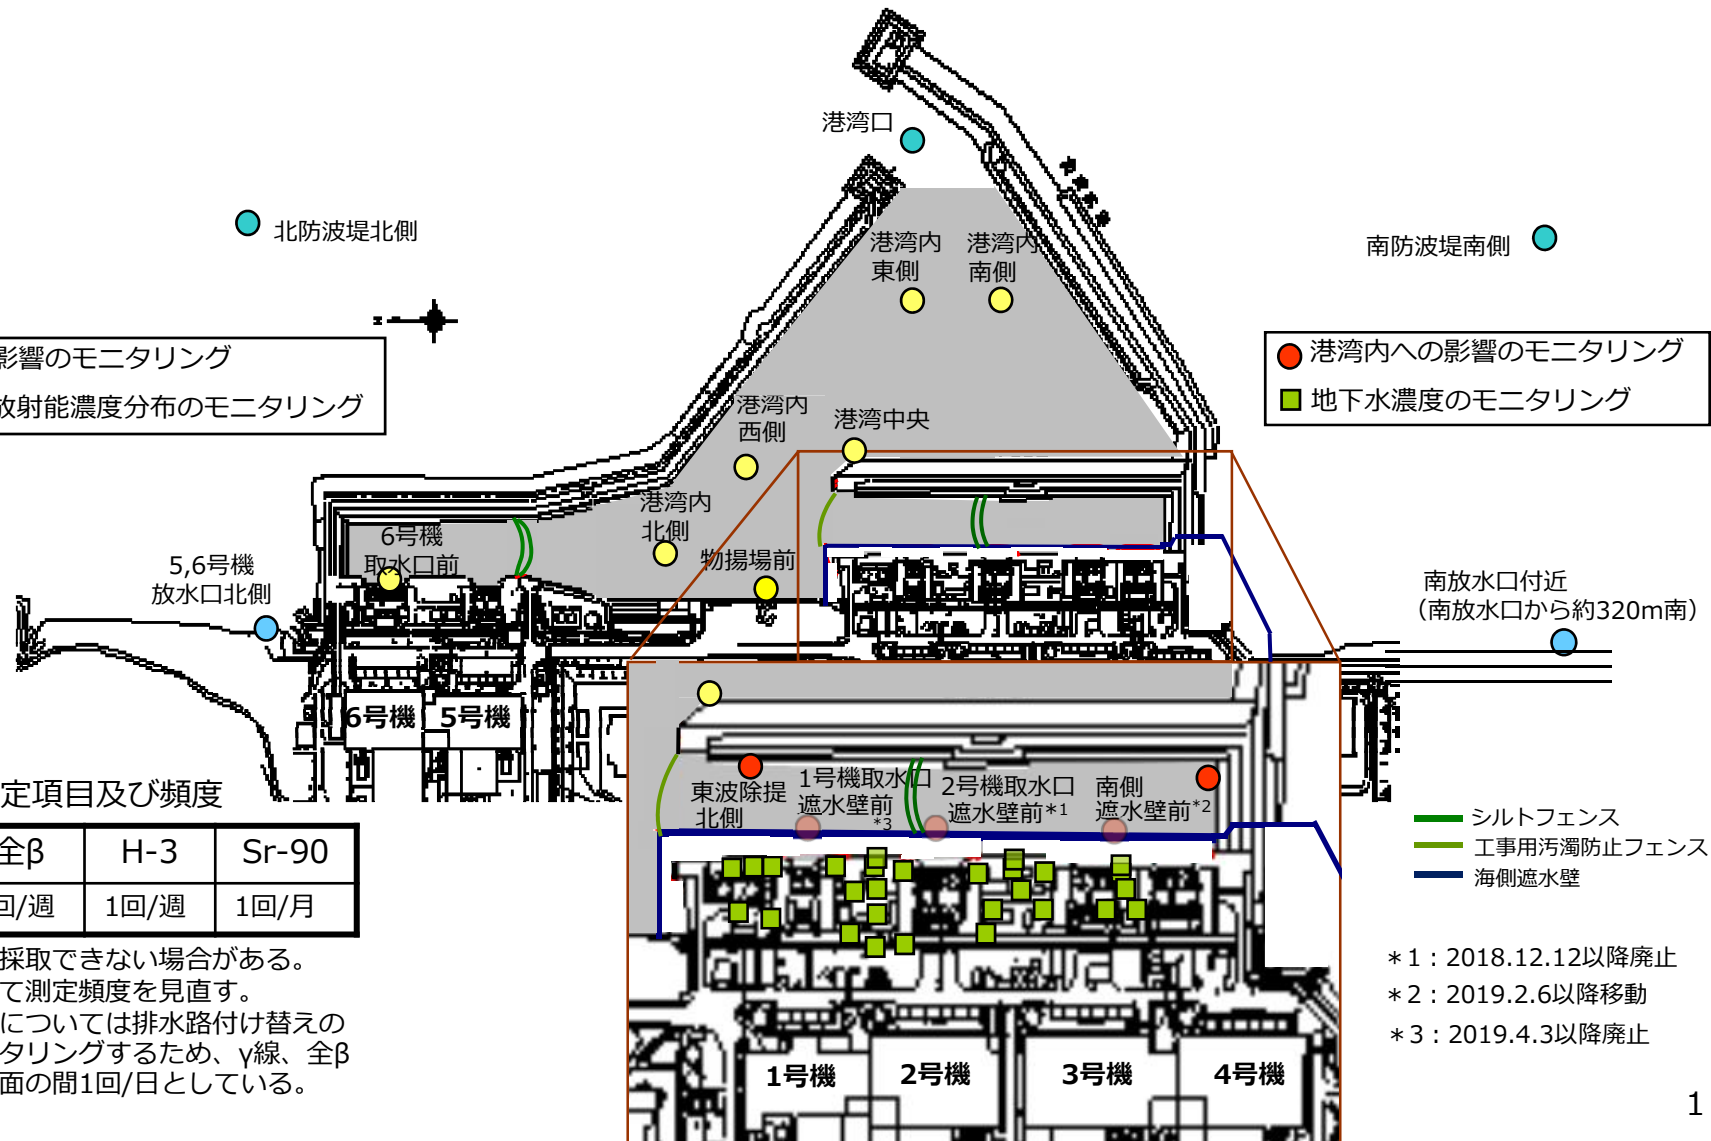 港湾口
北防波堤北側
港湾内
東側
港湾内
南側
南防波堤南側
影響のモニタリング
放射能濃度分布のモニタリング
港湾内への影響のモニタリング
地下水濃度のモニタリング
港湾内
西側
港湾中央
港湾内
北側
6号機
取水口前
物揚場前
5,6号機
放水口北側
南放水口付近
（南放水口から約320m南）
6号機
5号機
定項目及び頻度
全β
H-3
Sr-90
回/週
1回/週
1回/月
採取できない場合がある。
て測定頻度を見直す。
については排水路付け替えの
タリングするため、γ線、全β
面の間1回/日としている。
東波除堤
北側
1号機取水口
遮水壁前
*3
2号機取水口
遮水壁前*1
南側
遮水壁前*2
シルトフェンス
工事用汚濁防止フェンス
海側遮水壁
＊1：2018.12.12以降廃止
＊2：2019.2.6以降移動
＊3：2019.4.3以降廃止
1号機
2号機
3号機
4号機
1